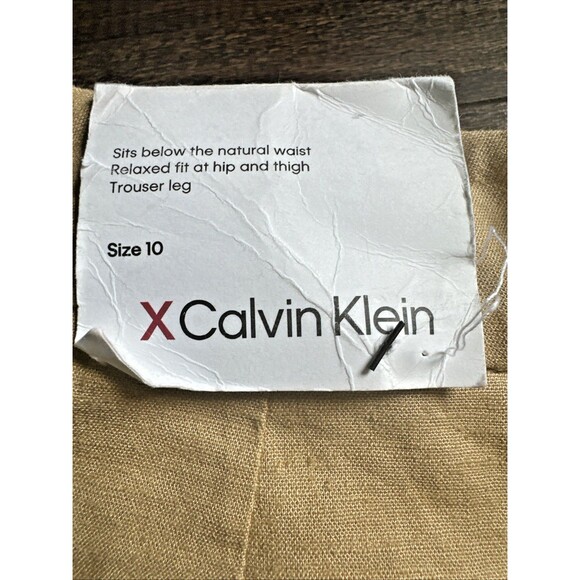 Sits below the natural waist
Relaxed fit at hip and thigh
Trouser leg
Size 10
X Calvin Klein